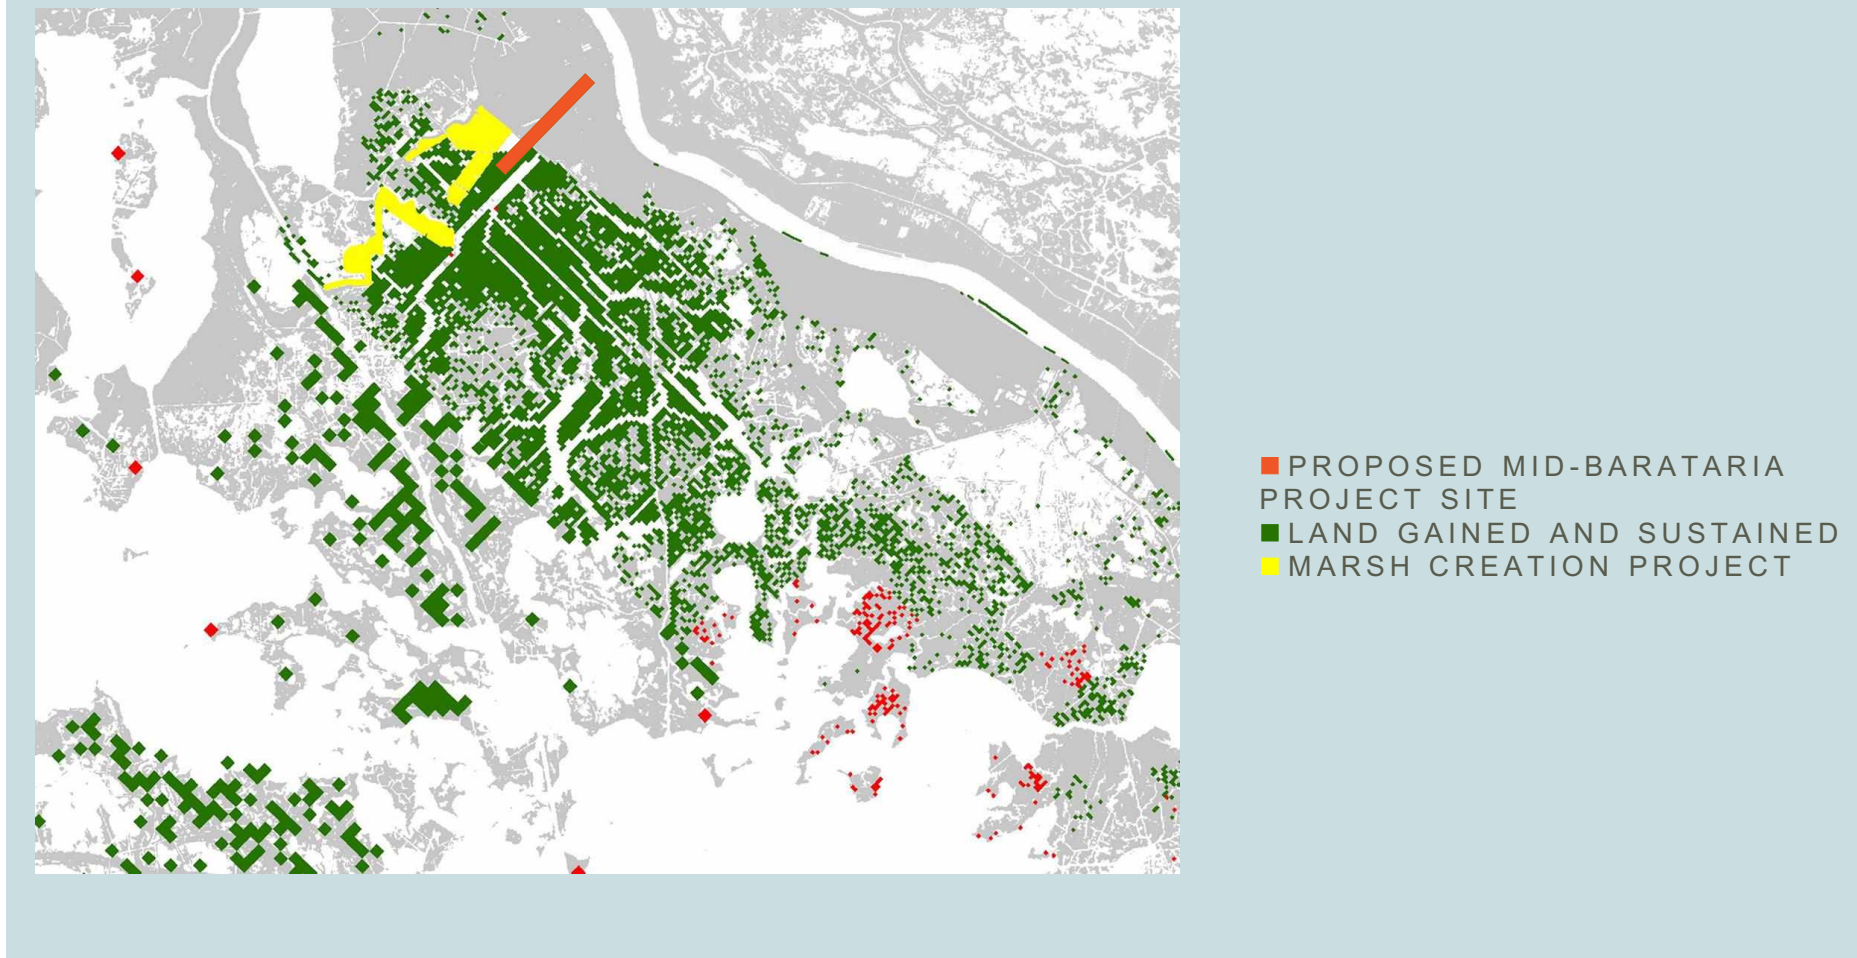 PROPOSED MID-BARATARIA
PROJECT SITE
LAND GAINED AND SUSTAINED
MARSH CREATION PROJECT